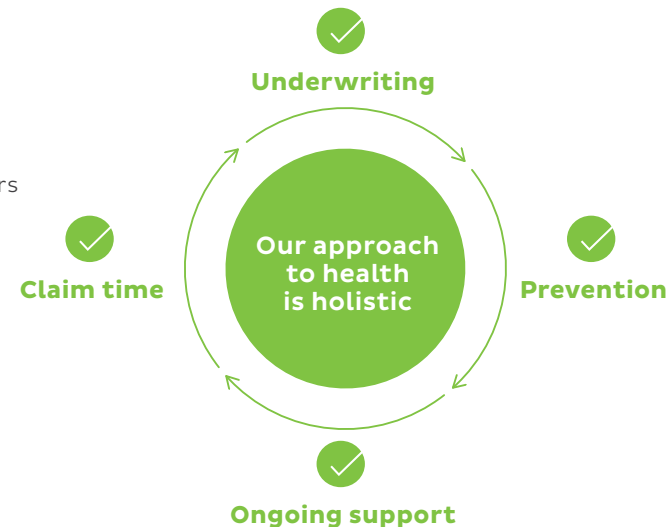 Underwriting
rs
Our approach
to health
is holistic
Claim time
Prevention
Ongoing support